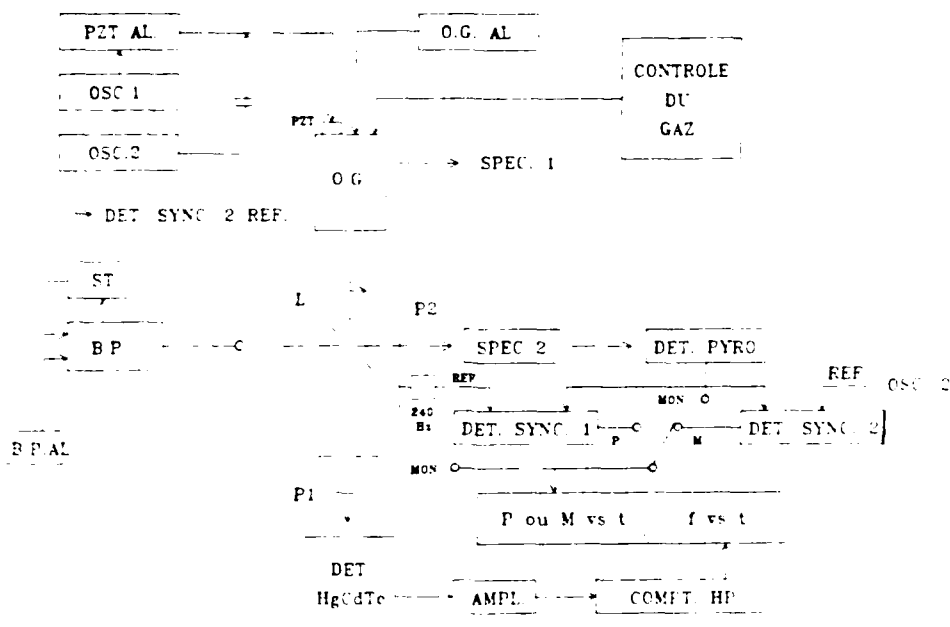 PZT AL.
O.G. AL
OSC 1
CONTROLE
DU
GAZ
PZT
OSC.2
SPEC. 1
O.G
DET SYNC 2 REF.
ST
L
P2
B P
SPEC 2
DET. PYRO
REF
REF
OSC 2
MON
240
Hz
DET. SYNC. 1
P
M
DET SYNC. 2
B P.AL
MON
P1
P ou M vs t
f vs t
DET
HgCdTe
AMPL.
COMPT. HP